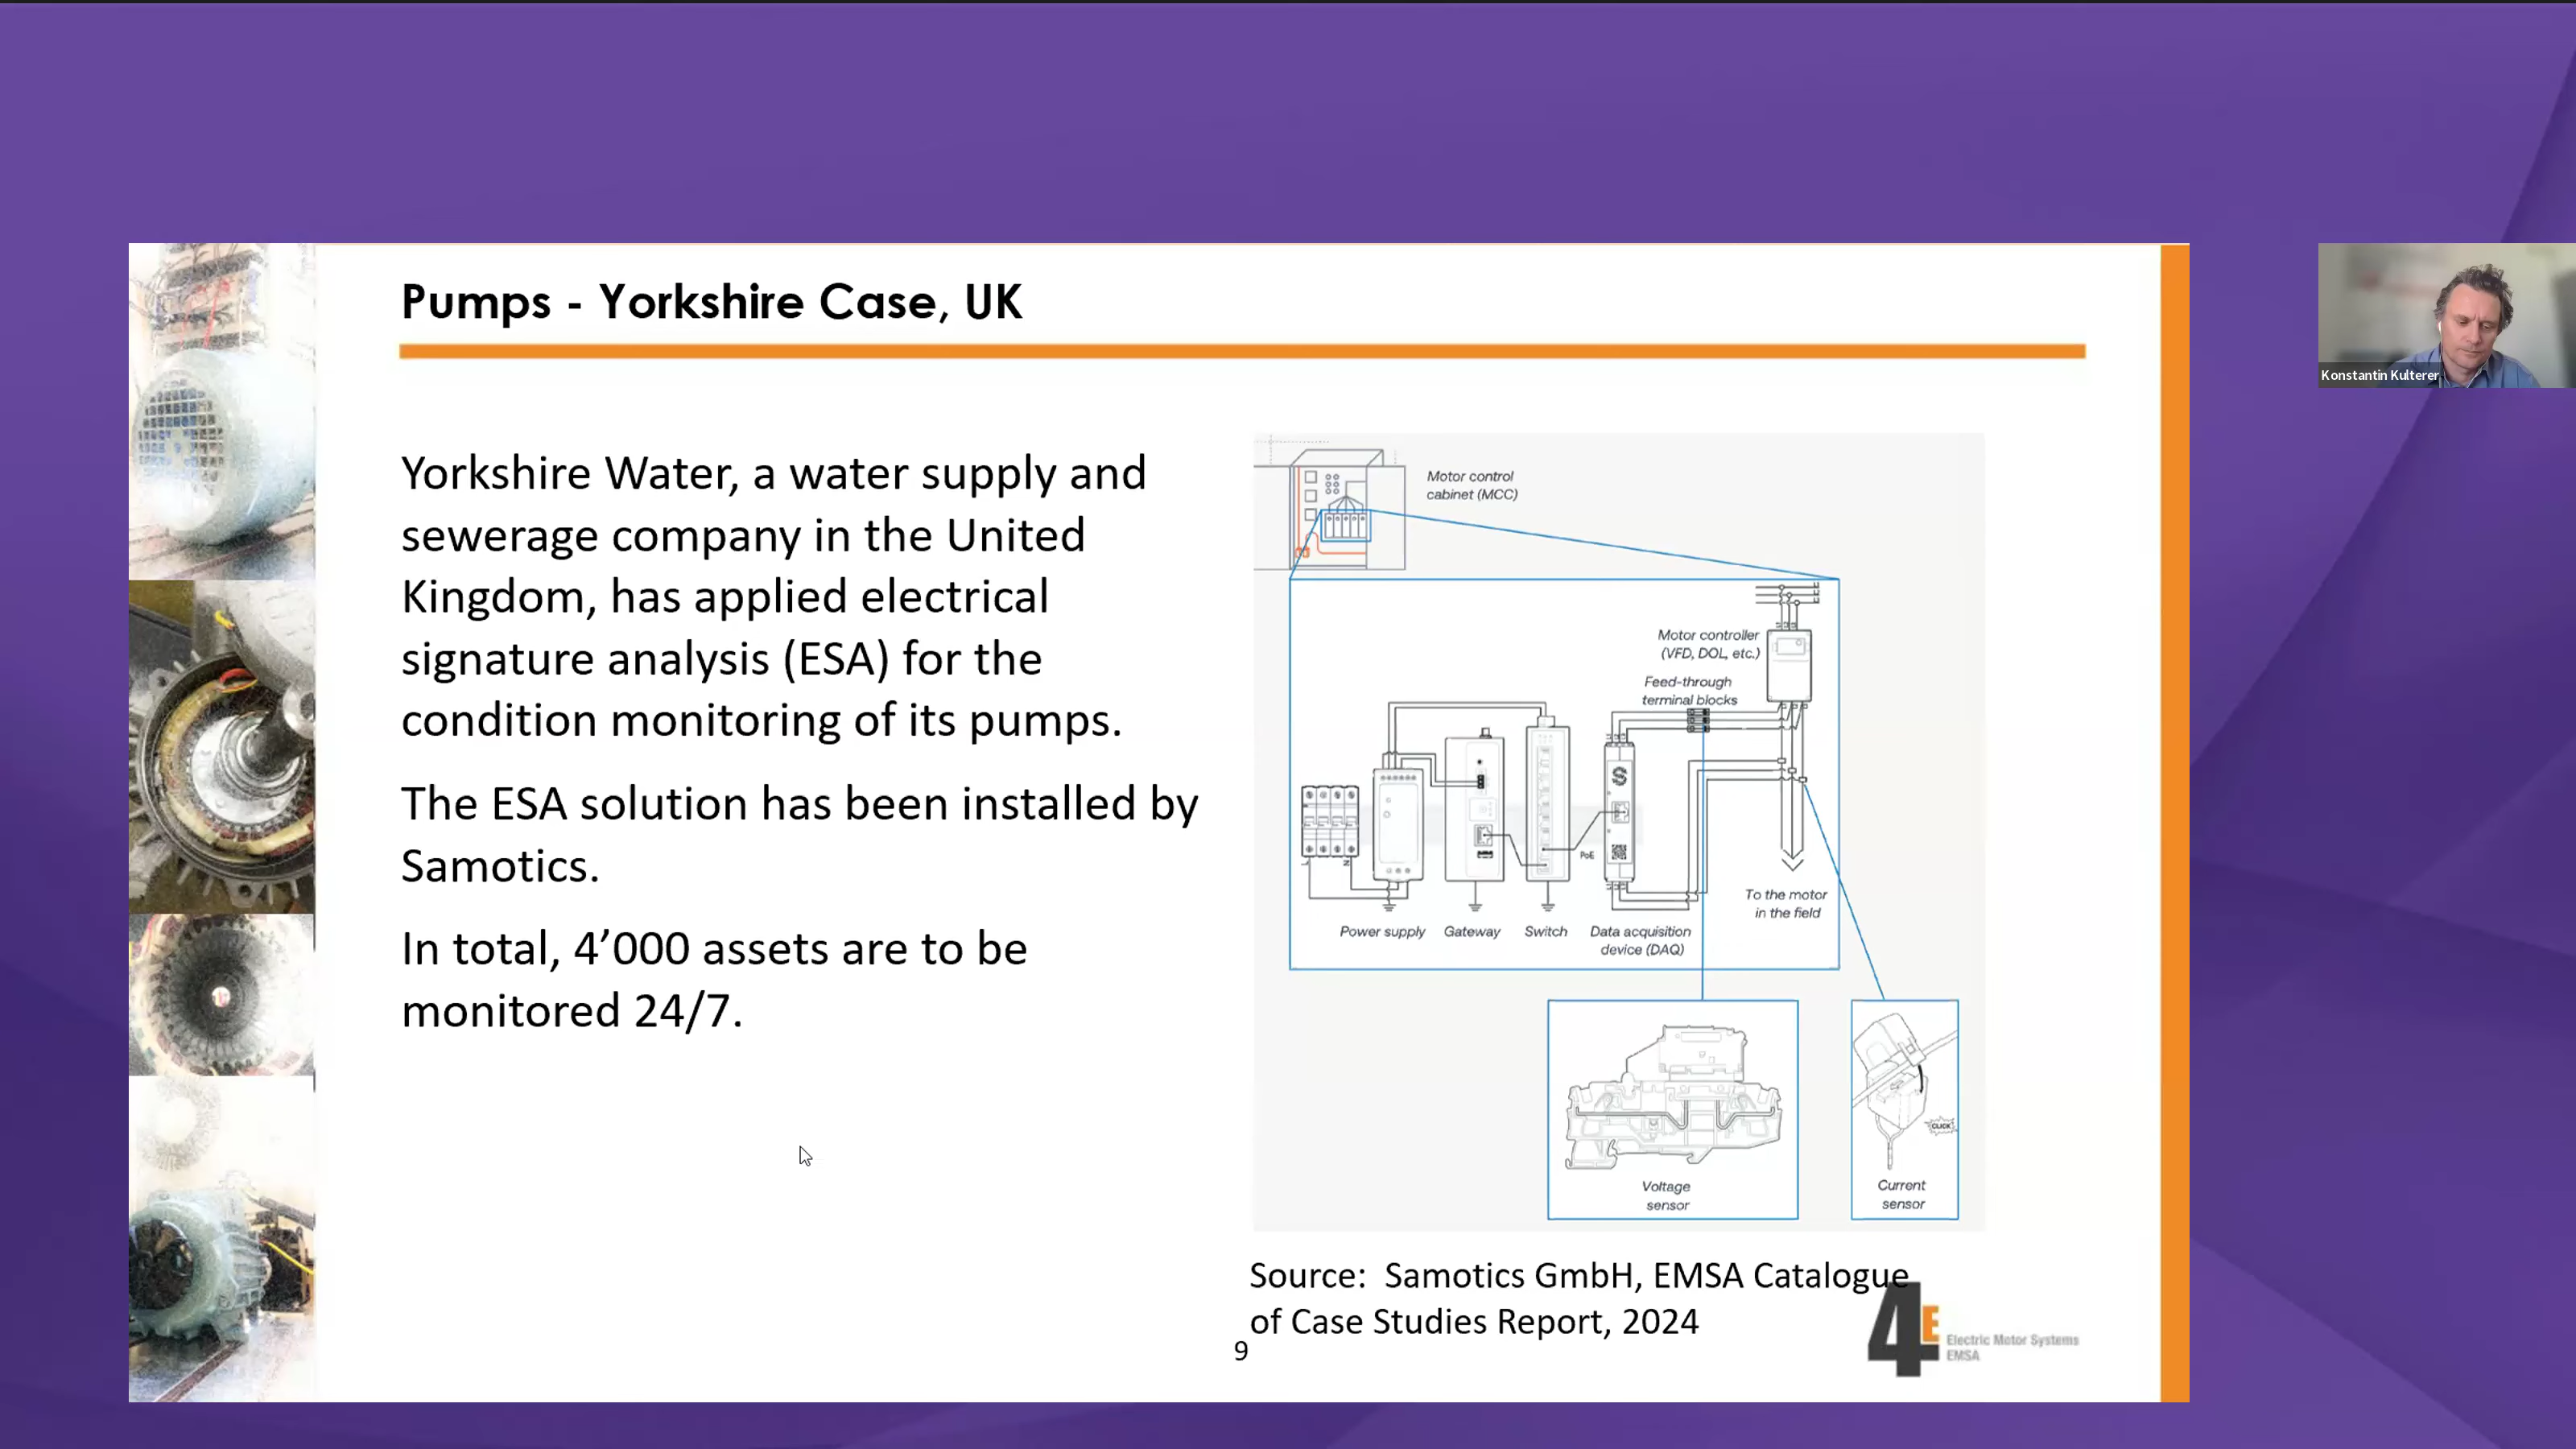 Pumps - Yorkshire Case, UK
Yorkshire Water, a water supply and
sewerage company in the United
Kingdom, has applied electrical
signature analysis (ESA) for the
condition monitoring of its pumps.
The ESA solution has been installed by
Samotics.
In total, 4’000 assets are to be
monitored 24/7.
Motor control
cabinet (MCC)
Motor controller
(VFD, DOL, etc.)
Feed-through
terminal blocks
PoE
To the motor
in the field
Power supply
Gateway
Switch
Data acquisition
device (DAQ)
Voltage
sensor
CLICK
Current
sensor
Source: Samotics GmbH, EMSA Catalogue
of Case Studies Report, 2024
9
4E
Electric Motor Systems
EMSA
Konstantin Kulterer